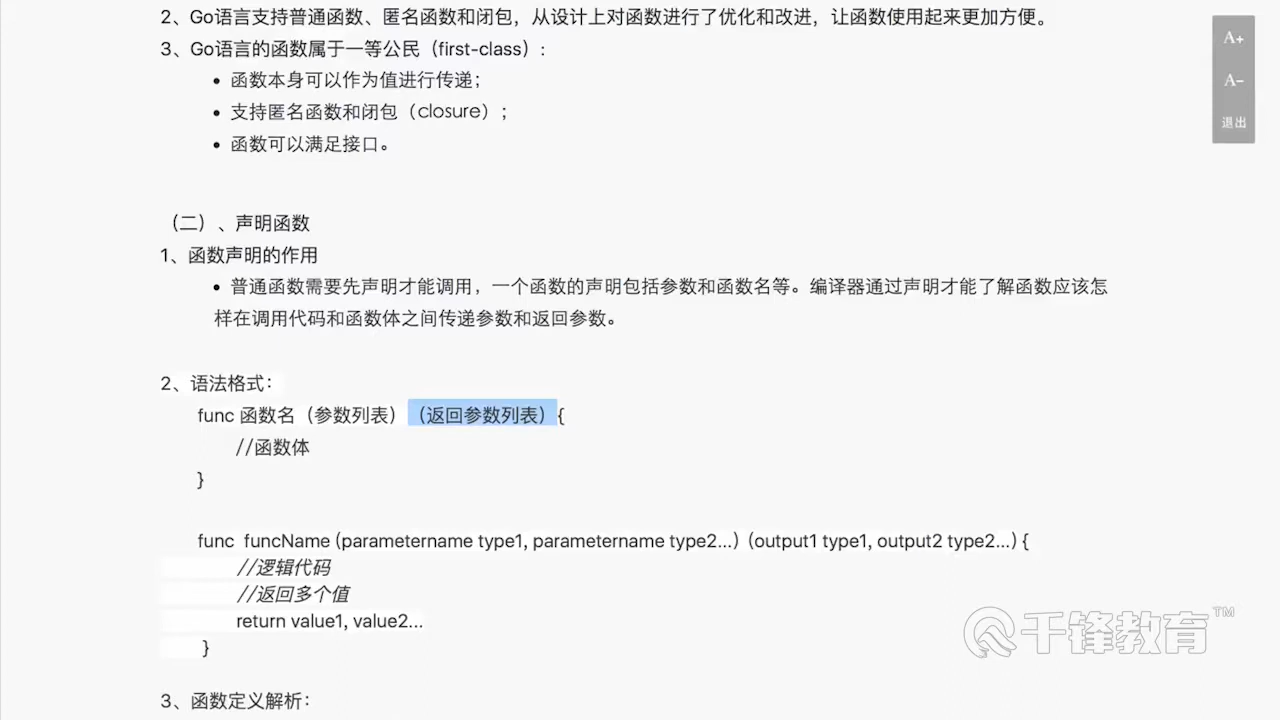 2、Go语言支持普通函数、匿名函数和闭包，从设计上对函数进行了优化和改进，让函数使用起来更加方便。
3、Go语言的函数属于一等公民（first-class）:
• 函数本身可以作为值进行传递；
• 支持匿名函数和闭包（closure）；
• 函数可以满足接口。
（二）、声明函数
1、函数声明的作用
• 普通函数需要先声明才能调用，一个函数的声明包括参数和函数名等。编译器通过声明才能了解函数应该怎
样在调用代码和函数体之间传递参数和返回参数。
2、语法格式：
func 函数名（参数列表）（返回参数列表）{
//函数体
}
func funcName (parametername type1, parametername type2...) (output1 type1, output2 type2...) {
//逻辑代码
//返回多个值
return value1, value2...
}
3、函数定义解析：
A+
A-
退出
千锋教育™